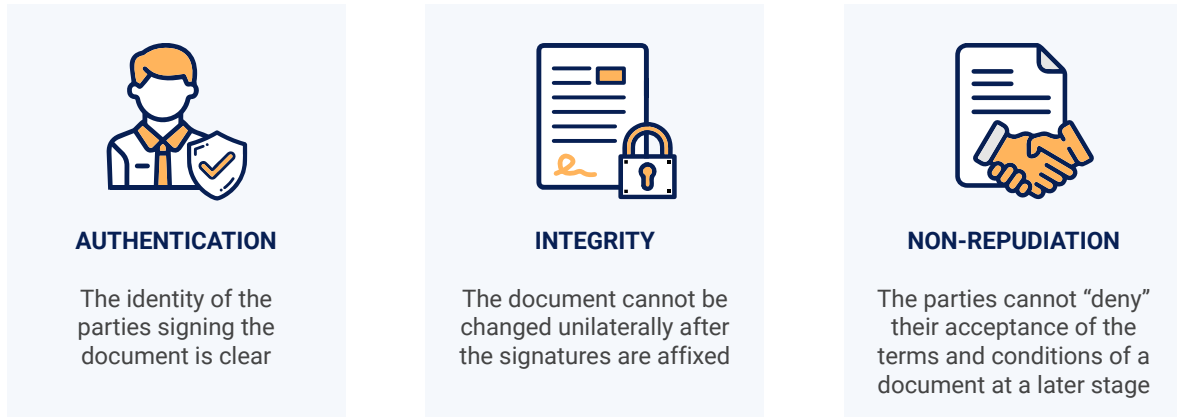 AUTHENTICATION
The identity of the
parties signing the
document is clear
INTEGRITY
The document cannot be
changed unilaterally after
the signatures are affixed
NON-REPUDIATION
The parties cannot “deny”
their acceptance of the
terms and conditions of a
document at a later stage